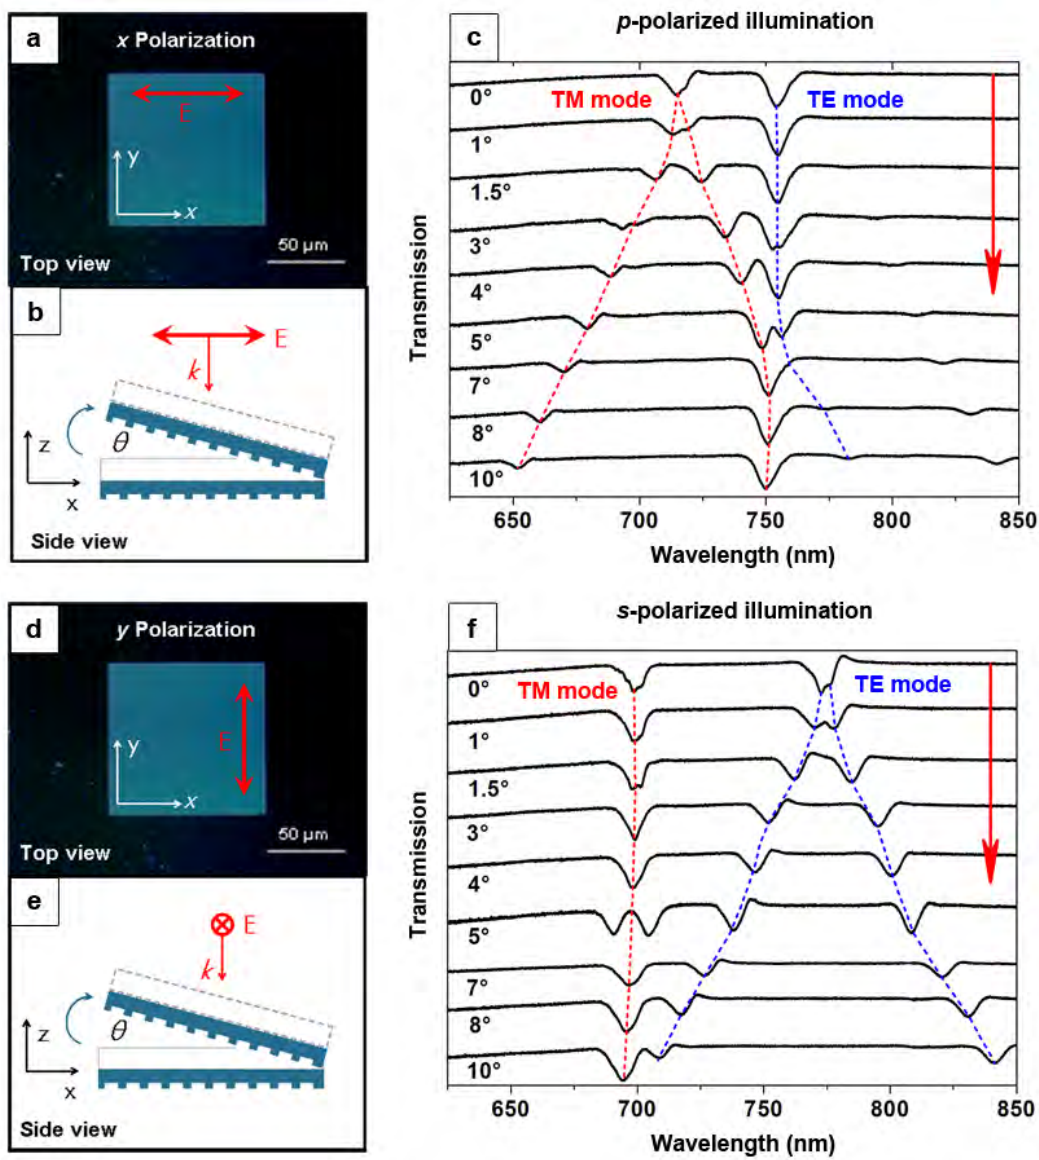 a
x Polarization
E
y
x
50 µm
Top view
b
E
k
z
θ
x
Side view
c
p-polarized illumination
Transmission
TM mode
TE mode
0°
1°
1.5°
3°
4°
5°
7°
8°
10°
650 700 750 800 850
Wavelength (nm)
d
y Polarization
E
y
x
50 µm
Top view
e
E
k
z
θ
x
Side view
f
s-polarized illumination
Transmission
TM mode
TE mode
0°
1°
1.5°
3°
4°
5°
7°
8°
10°
650 700 750 800 850
Wavelength (nm)